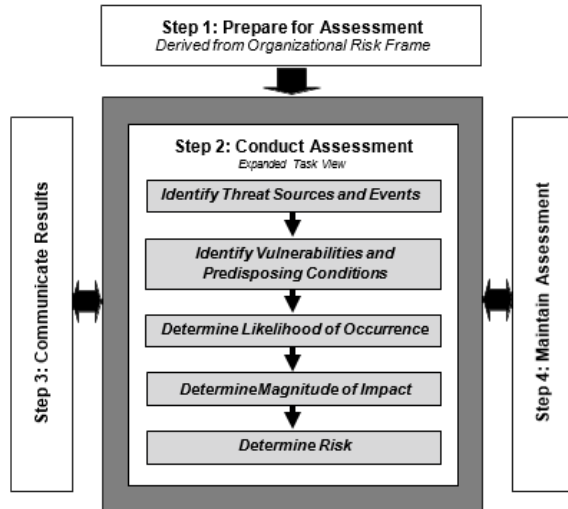 Step 1: Prepare for Assessment
Derived from Organizational Risk Frame
Step 2: Conduct Assessment
Expanded Task View
Identify Threat Sources and Events
Identify Vulnerabilities and
Predisposing Conditions
Determine Likelihood of Occurrence
Determine Magnitude of Impact
Determine Risk
Step 3: Communicate Results
Step 4: Maintain Assessment